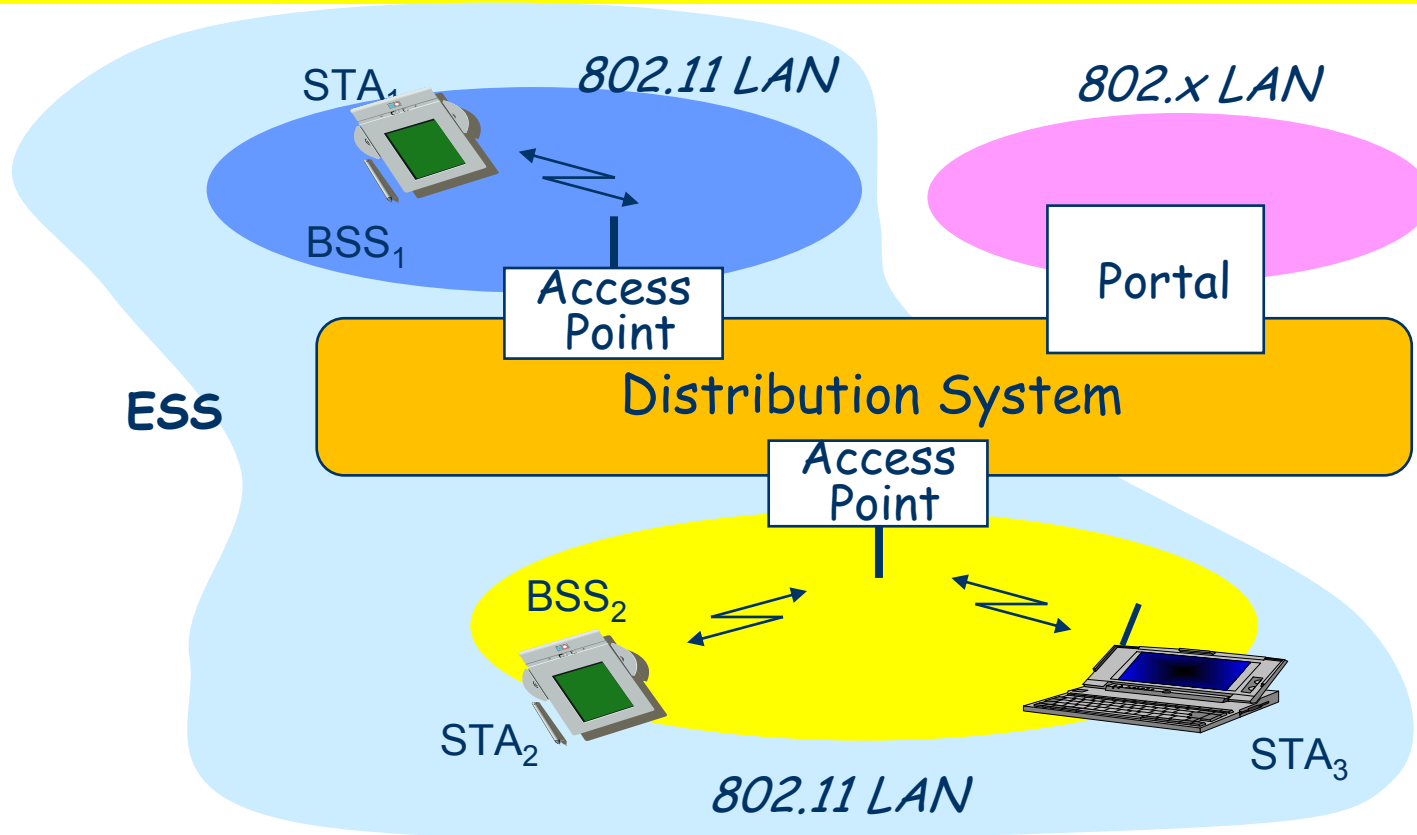 802.11 LAN
802.x LAN
STA₁
BSS₁
Access
Point
Portal
Distribution System
ESS
Access
Point
BSS₂
STA₂
STA₃
802.11 LAN